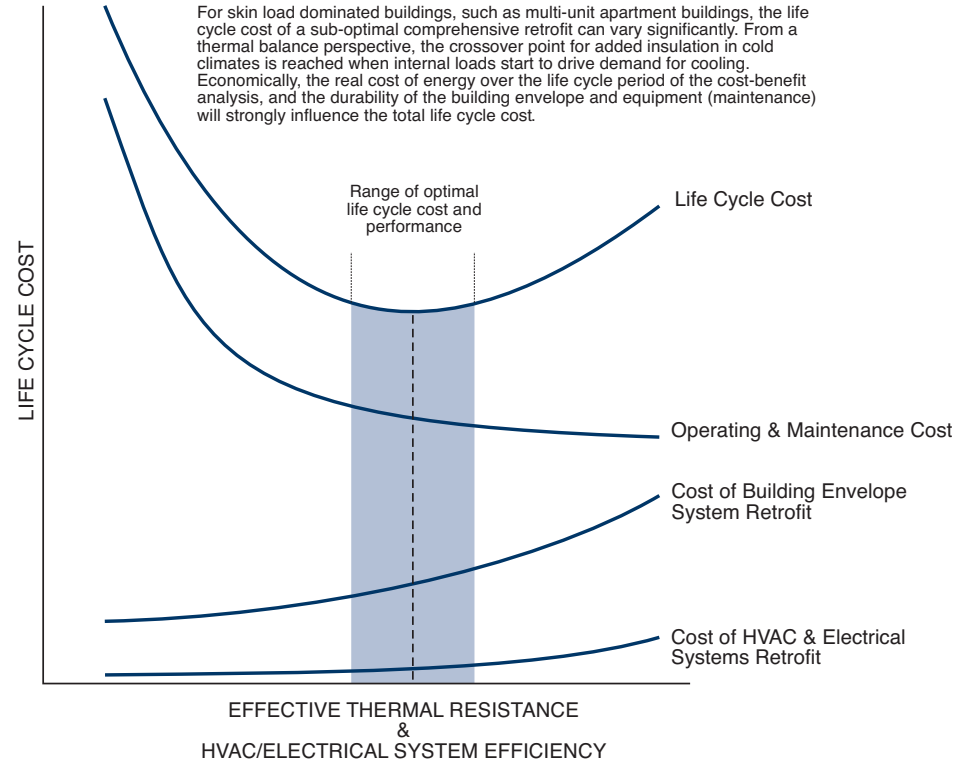 For skin load dominated buildings, such as multi-unit apartment buildings, the life
cycle cost of a sub-optimal comprehensive retrofit can vary significantly. From a
thermal balance perspective, the crossover point for added insulation in cold
climates is reached when internal loads start to drive demand for cooling.
Economically, the real cost of energy over the life cycle period of the cost-benefit
analysis, and the durability of the building envelope and equipment (maintenance)
will strongly influence the total life cycle cost.
Range of optimal
life cycle cost and
performance
Life Cycle Cost
LIFE CYCLE COST
Operating & Maintenance Cost
Cost of Building Envelope
System Retrofit
Cost of HVAC & Electrical
Systems Retrofit
EFFECTIVE THERMAL RESISTANCE
&
HVAC/ELECTRICAL SYSTEM EFFICIENCY